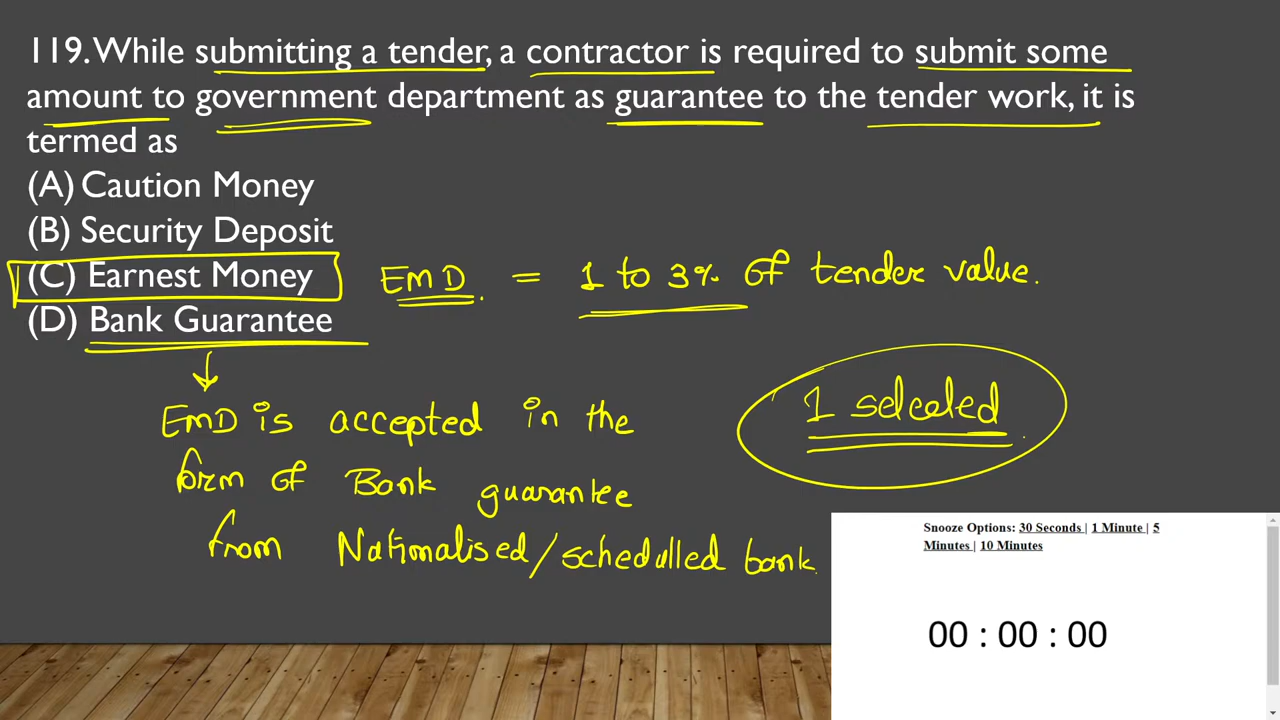 119. While submitting a tender, a contractor is required to submit some
amount to government department as guarantee to the tender work, it is
termed as
(A) Caution Money
(B) Security Deposit
(C) Earnest Money
EMD = 1 to 3% of tender value.
(D) Bank Guarantee
EMD is accepted in the
form of Bank guarantee
from Nationalised/schedulled bank.
1 selceted
Snooze Options: 30 Seconds | 1 Minute | 5
Minutes | 10 Minutes
00 : 00 : 00